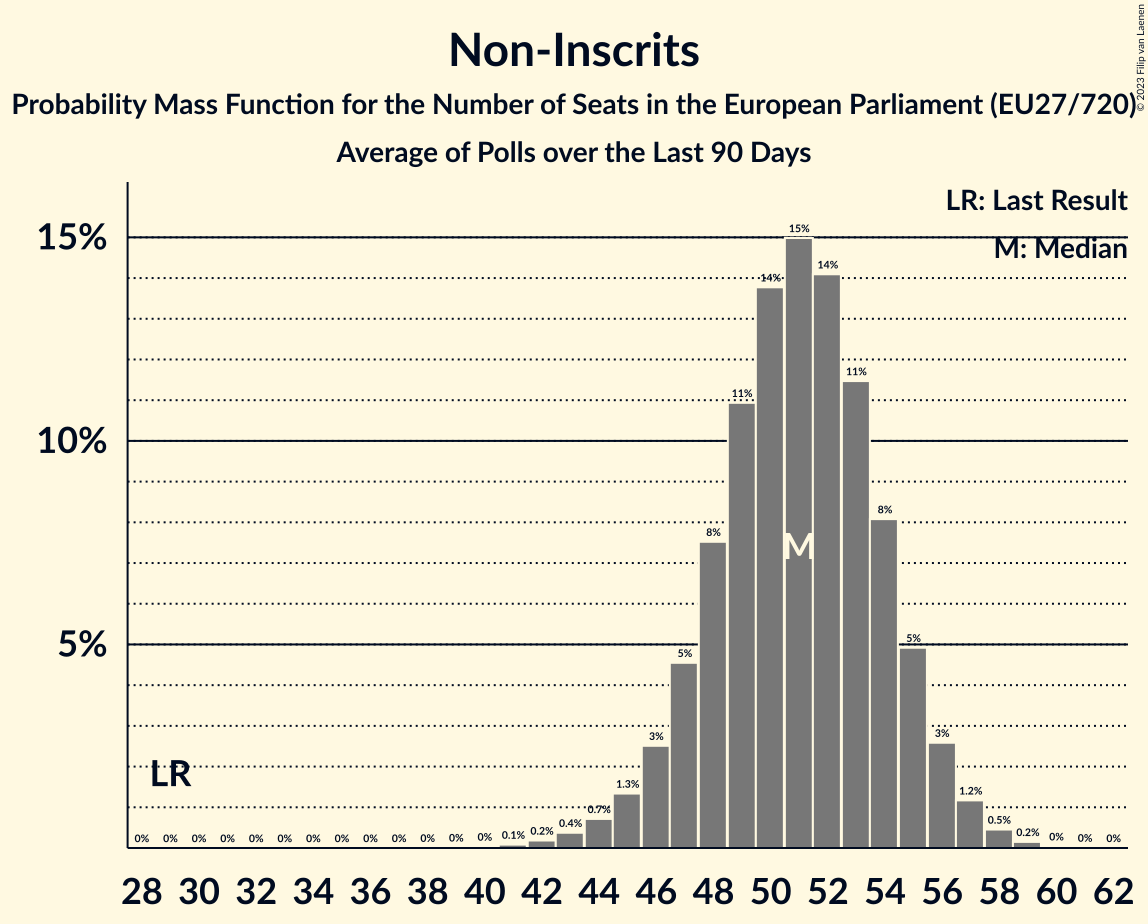 Non-Inscrits
Probability Mass Function for the Number of Seats in the European Parliament (EU27/720)
Average of Polls over the Last 90 Days
© 2023 Filip van Laenen
LR: Last Result
M: Median
15%
10%
5%
0% 0% 0% 0% 0% 0% 0% 0% 0% 0% 0% 0% 0% 0.1% 0.2% 0.4% 0.7% 1.3% 3% 5% 8% 11% 14% 15% 14% 11% 8% 5% 3% 1.2% 0.5% 0.2% 0% 0% 0%
LR
M
28 30 32 34 36 38 40 42 44 46 48 50 52 54 56 58 60 62